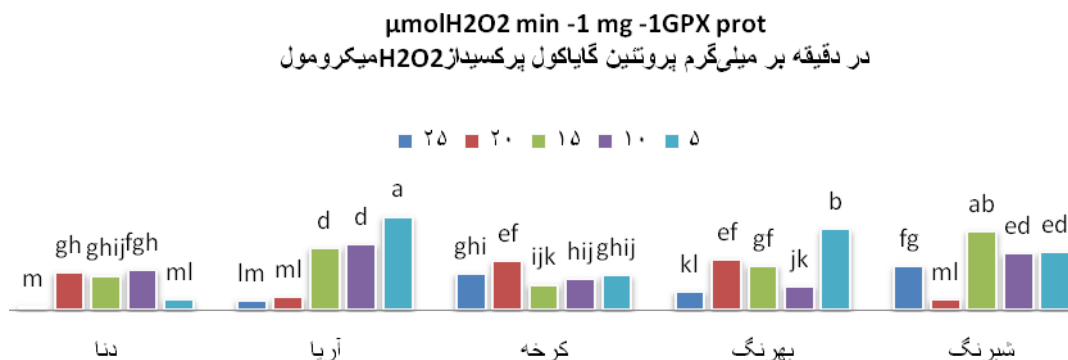 µmolH2O2 min -1 mg -1GPX prot
در دقیقه بر میلی‌گرم پروتئین گایاکول پرکسیدازH2O2میکرومول
۲۵ ۲۰ ۱۵ ۱۰ ۵
m gh ghij fgh ml lm ml d d a ghi ef ijk hij ghij kl ef gf jk b fg ml ab ed ed
دنا آریا کرخه بهرنگ شبرنگ